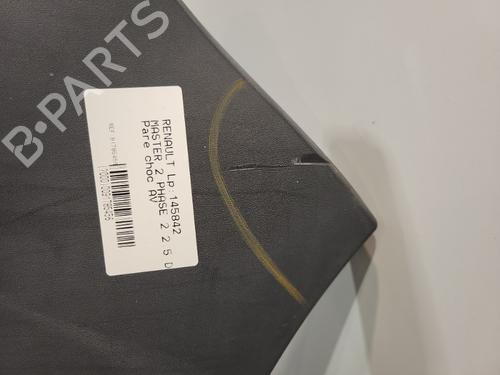 B-PARTS
RENAULT Lp:145842
MASTER 2 PHASE 2 2 5 D
Pare choc AV